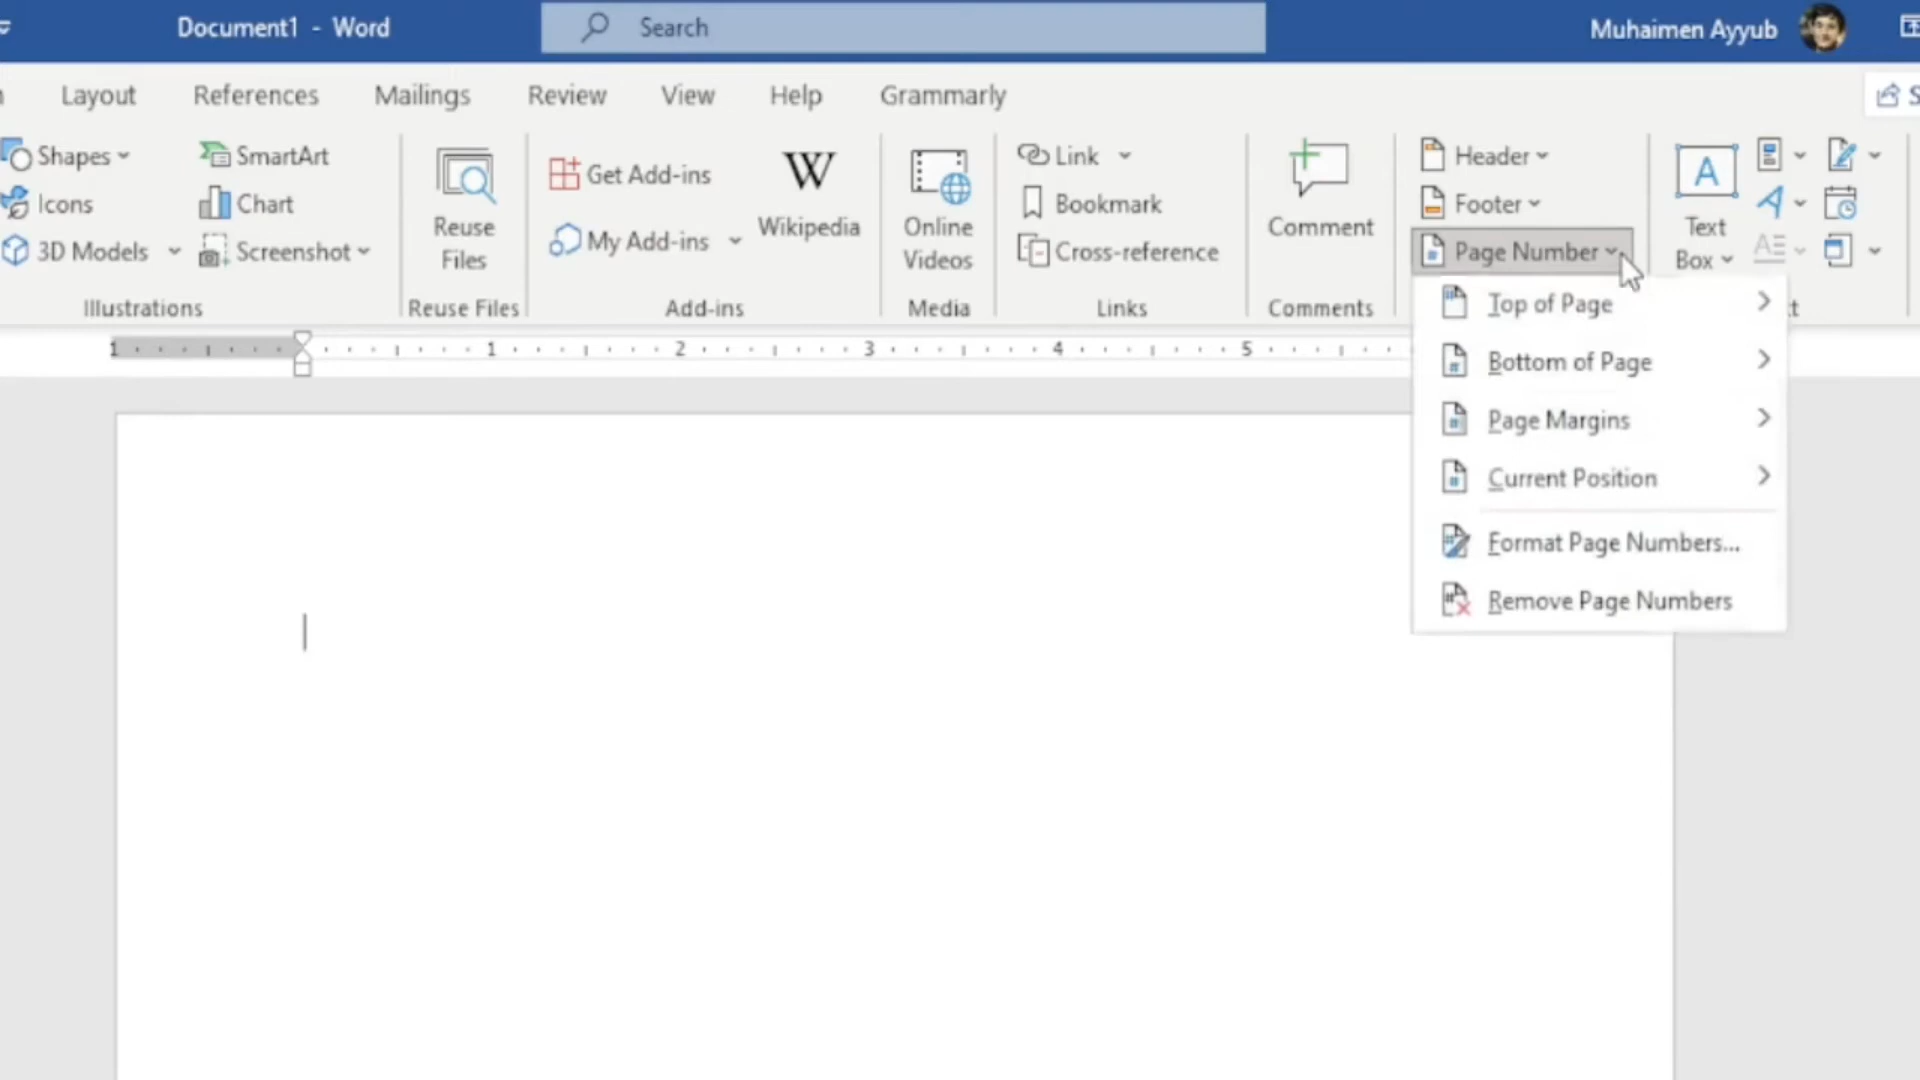 Document1 - Word
Search
Muhaimen Ayyub
Layout
References
Mailings
Review
View
Help
Grammarly
Shapes
Icons
3D Models
SmartArt
Chart
Screenshot
Illustrations
Reuse
Files
Reuse Files
Get Add-ins
My Add-ins
W
Wikipedia
Add-ins
Online
Videos
Media
Link
Bookmark
Cross-reference
Links
Comment
Comments
Header
Footer
Page Number
A
Text
Box
Top of Page
Bottom of Page
Page Margins
Current Position
Format Page Numbers...
Remove Page Numbers
1 1 2 3 4 5